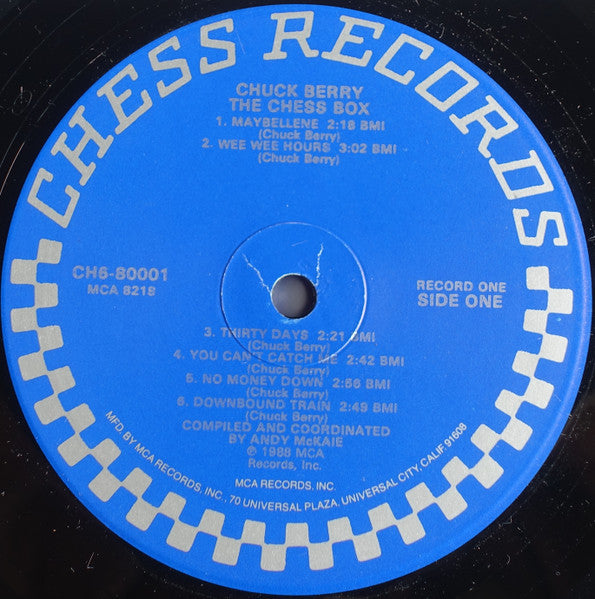 CHESS RECORDS
CHUCK BERRY
THE CHESS BOX
1. MAYBELLENE 2:18 BMI
(Chuck Berry)
2. WEE WEE HOURS 3:02 BMI
(Chuck Berry)
CH6-80001
MCA 8218
RECORD ONE
SIDE ONE
3. THIRTY DAYS 2:21 BMI
(Chuck Berry)
4. YOU CAN'T CATCH ME 2:42 BMI
(Chuck Berry)
5. NO MONEY DOWN 2:56 BMI
(Chuck Berry)
6. DOWNBOUND TRAIN 2:49 BMI
(Chuck Berry)
COMPILED AND COORDINATED
BY ANDY McKAIE
℗ 1988 MCA
Records, Inc.
MCA RECORDS, INC.
MFD BY MCA RECORDS, INC., 70 UNIVERSAL PLAZA, UNIVERSAL CITY, CALIF 91608